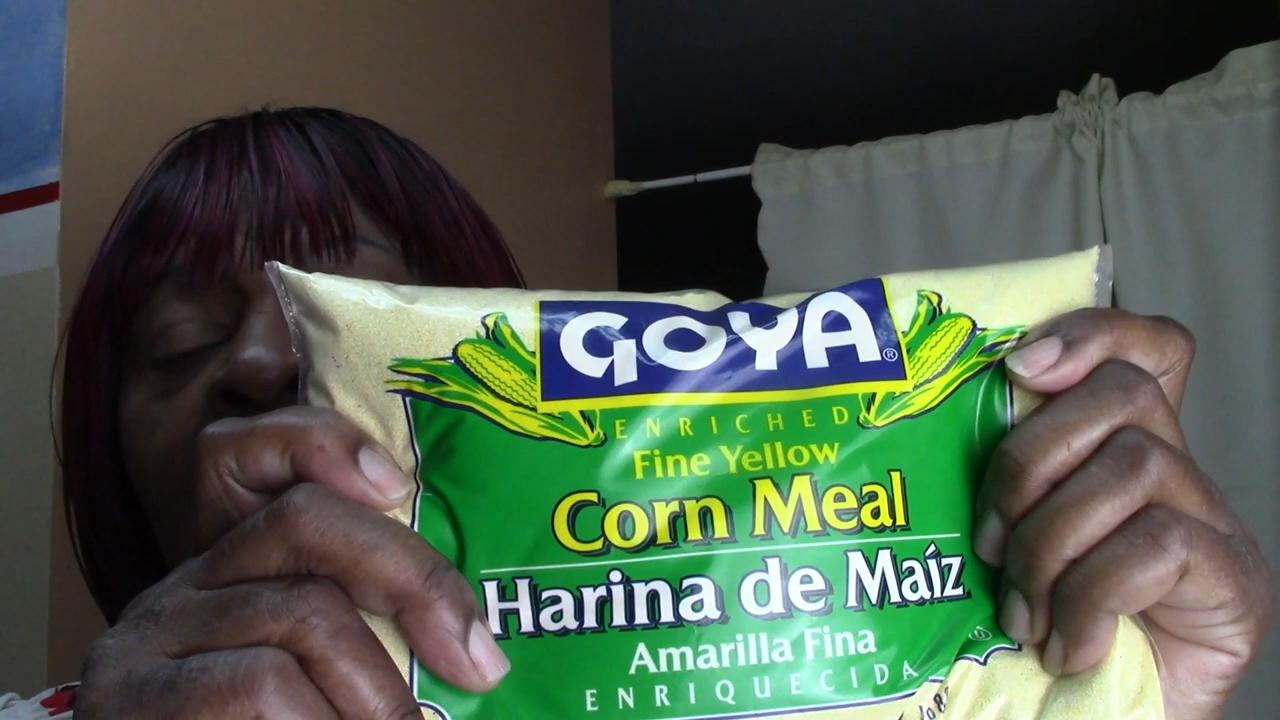 GOYA®
ENRICHED
Fine Yellow
Corn Meal
Harina de Maíz
Amarilla Fina
ENRIQUECIDA